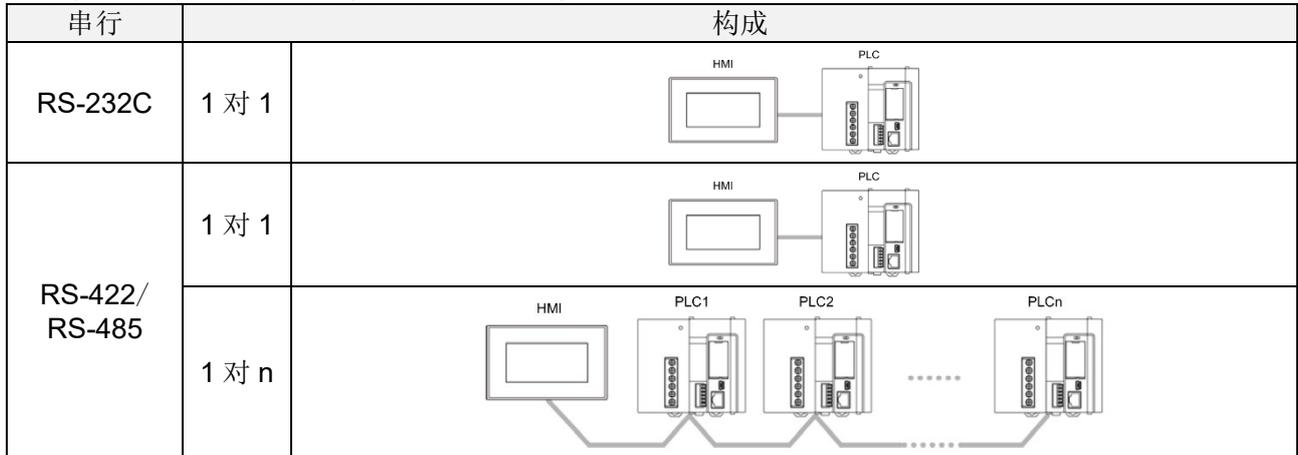 串行 构成
RS-232C 1 对 1 HMI PLC
RS-422/
RS-485
1 对 1 HMI PLC
1 对 n HMI PLC1 PLC2 PLCn